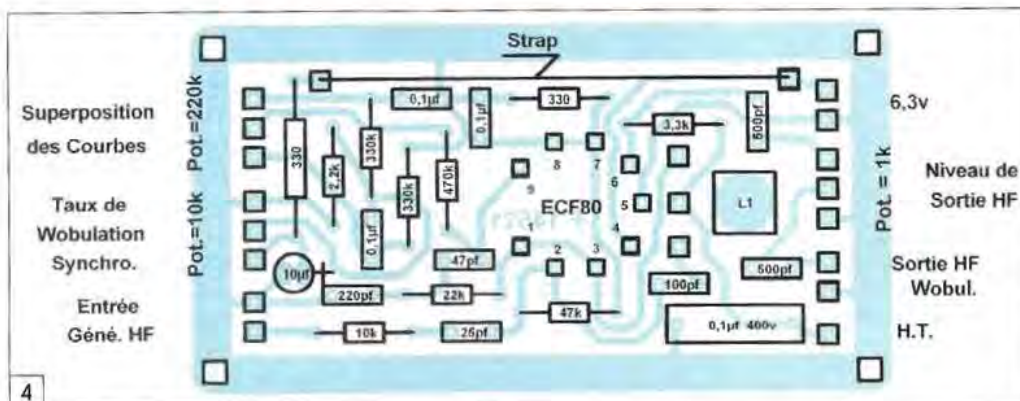 Strap
Superposition
des Courbes
Pot.=220k
Taux de
Wobulation
Synchro.
Pot.=10k
Entrée
Géné. HF
330
2,2k
330k
330k
470k
0,1µf
0,1µf
0,1µf
330
3,3k
500pf
8
7
6
5
4
3
2
1
9
ECF80
L1
10µf
+
47pf
220pf
22k
10k
25pf
47k
100pf
500pf
0,1µf 400v
6,3v
Pot. = 1k
Niveau de
Sortie HF
Sortie HF
Wobul.
H.T.
4